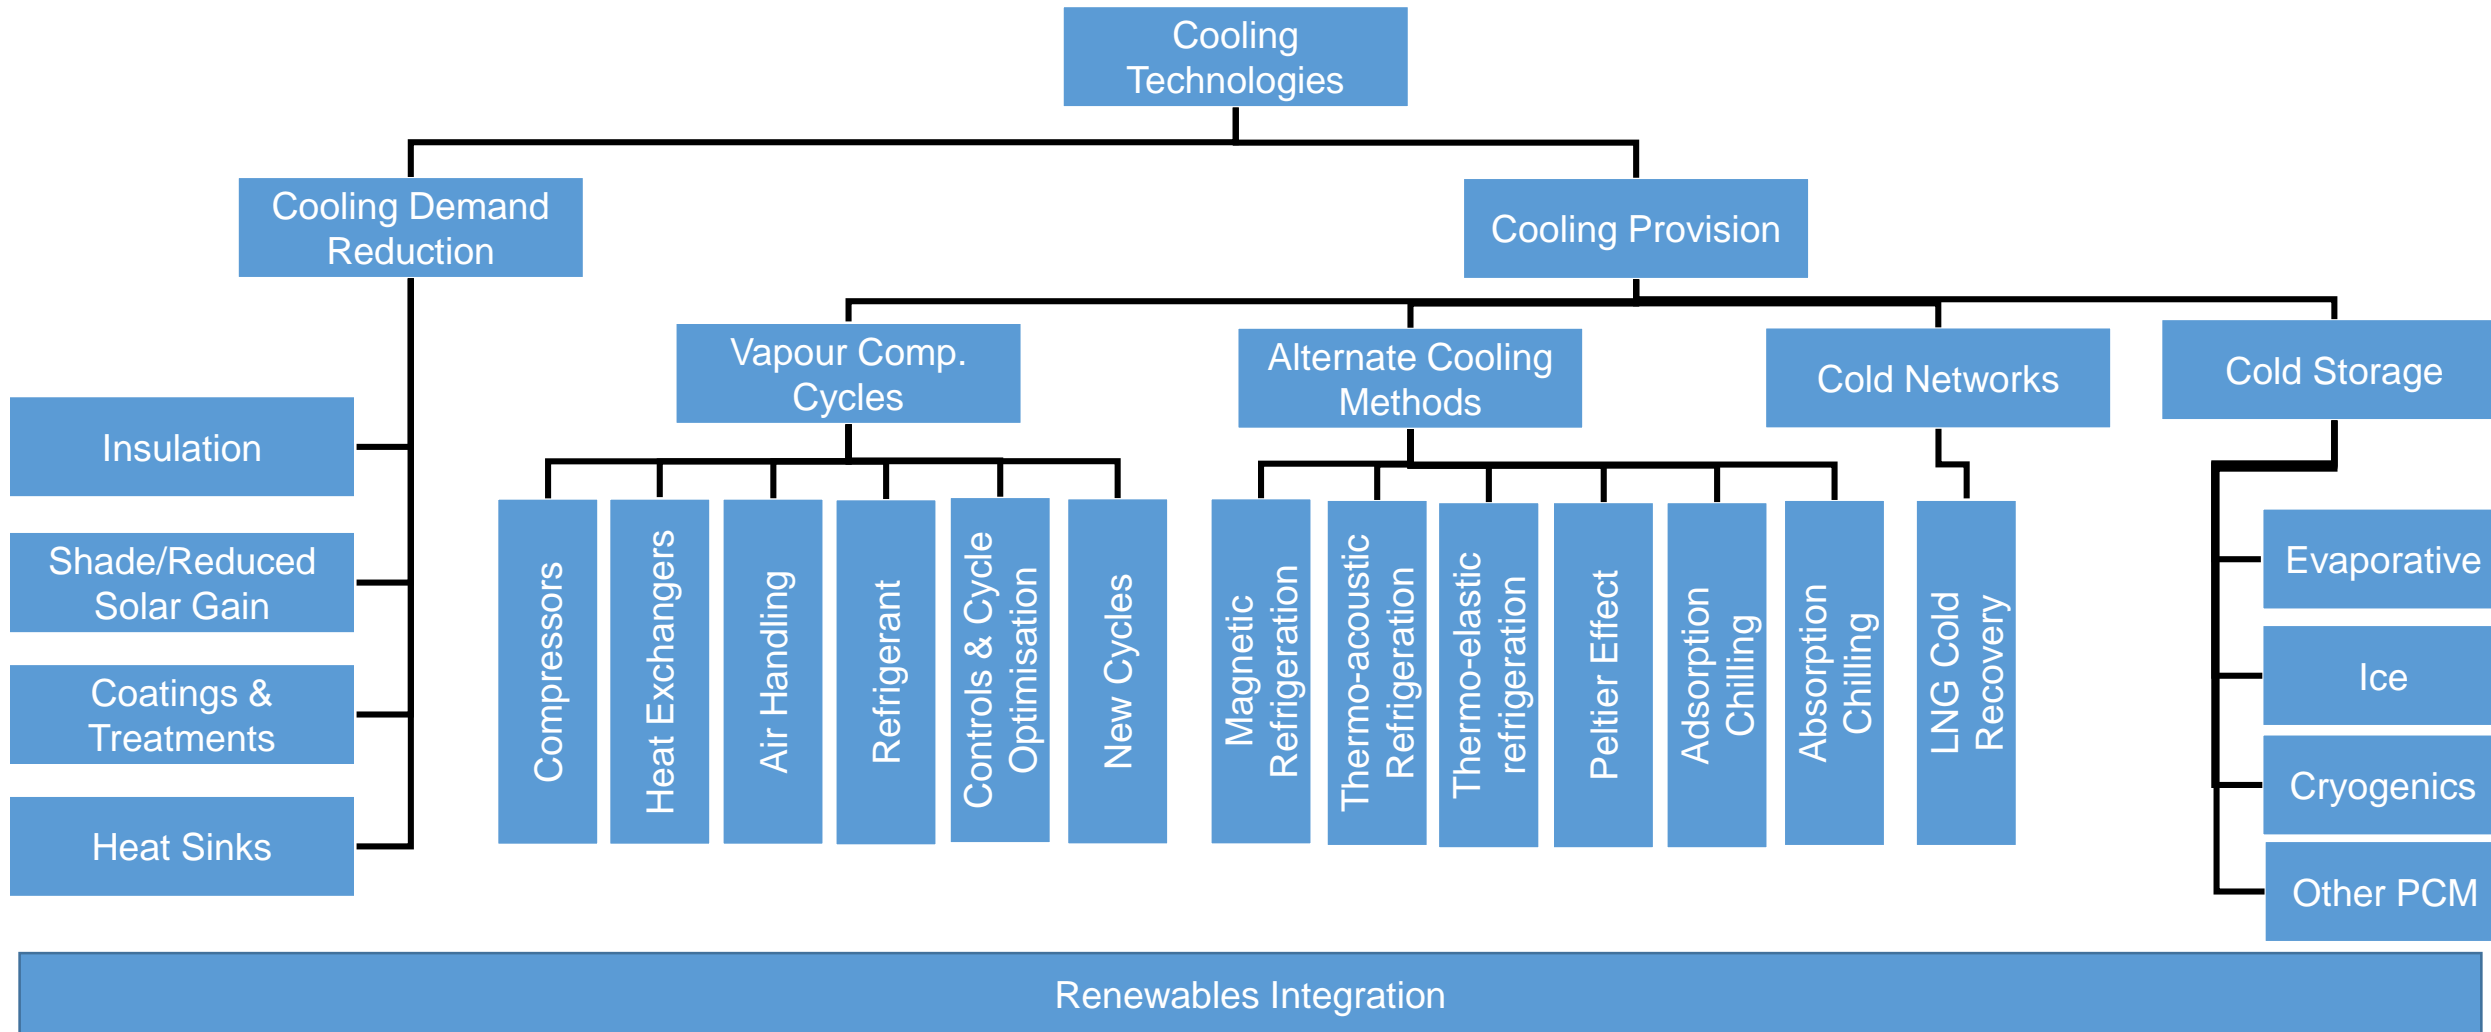 Cooling
Technologies
Cooling Demand
Reduction
Cooling Provision
Vapour Comp.
Cycles
Alternate Cooling
Methods
Cold Networks
Cold Storage
Insulation
Shade/Reduced
Solar Gain
Coatings &
Treatments
Heat Sinks
Compressors
Heat Exchangers
Air Handling
Refrigerant
Controls & Cycle
Optimisation
New Cycles
Magnetic
Refrigeration
Thermo-acoustic
Refrigeration
Thermo-elastic
refrigeration
Peltier Effect
Adsorption
Chilling
Absorption
Chilling
LNG Cold
Recovery
Evaporative
Ice
Cryogenics
Other PCM
Renewables Integration